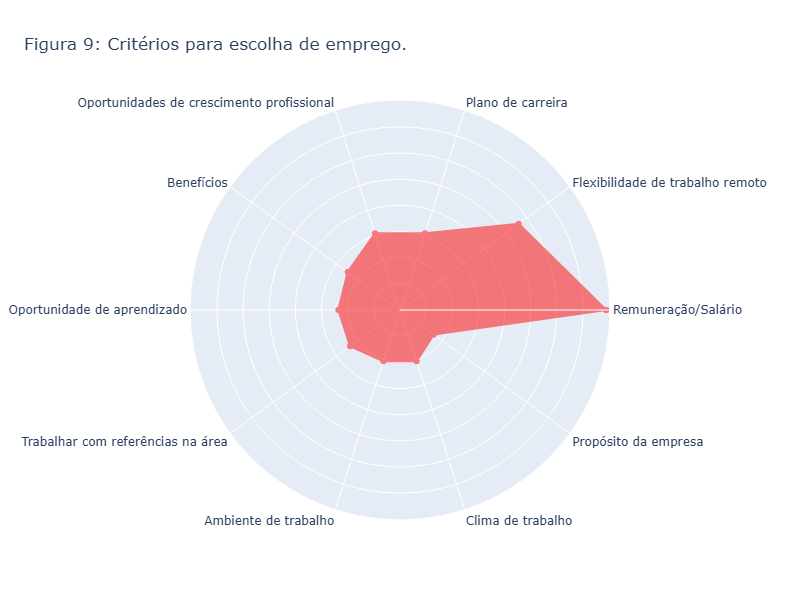 Figura 9: Critérios para escolha de emprego.
Oportunidades de crescimento profissional
Plano de carreira
Benefícios
Flexibilidade de trabalho remoto
Oportunidade de aprendizado
Remuneração/Salário
Trabalhar com referências na área
Propósito da empresa
Ambiente de trabalho
Clima de trabalho